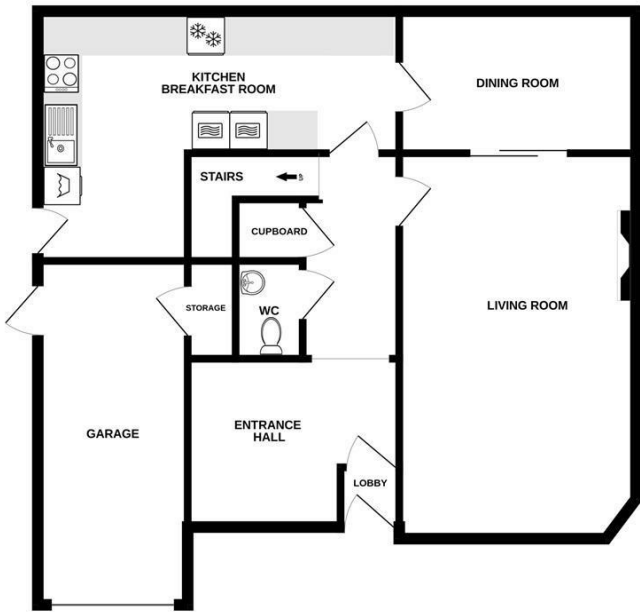 KITCHEN
BREAKFAST ROOM
DINING ROOM
STAIRS
CUPBOARD
STORAGE
WC
LIVING ROOM
GARAGE
ENTRANCE
HALL
LOBBY